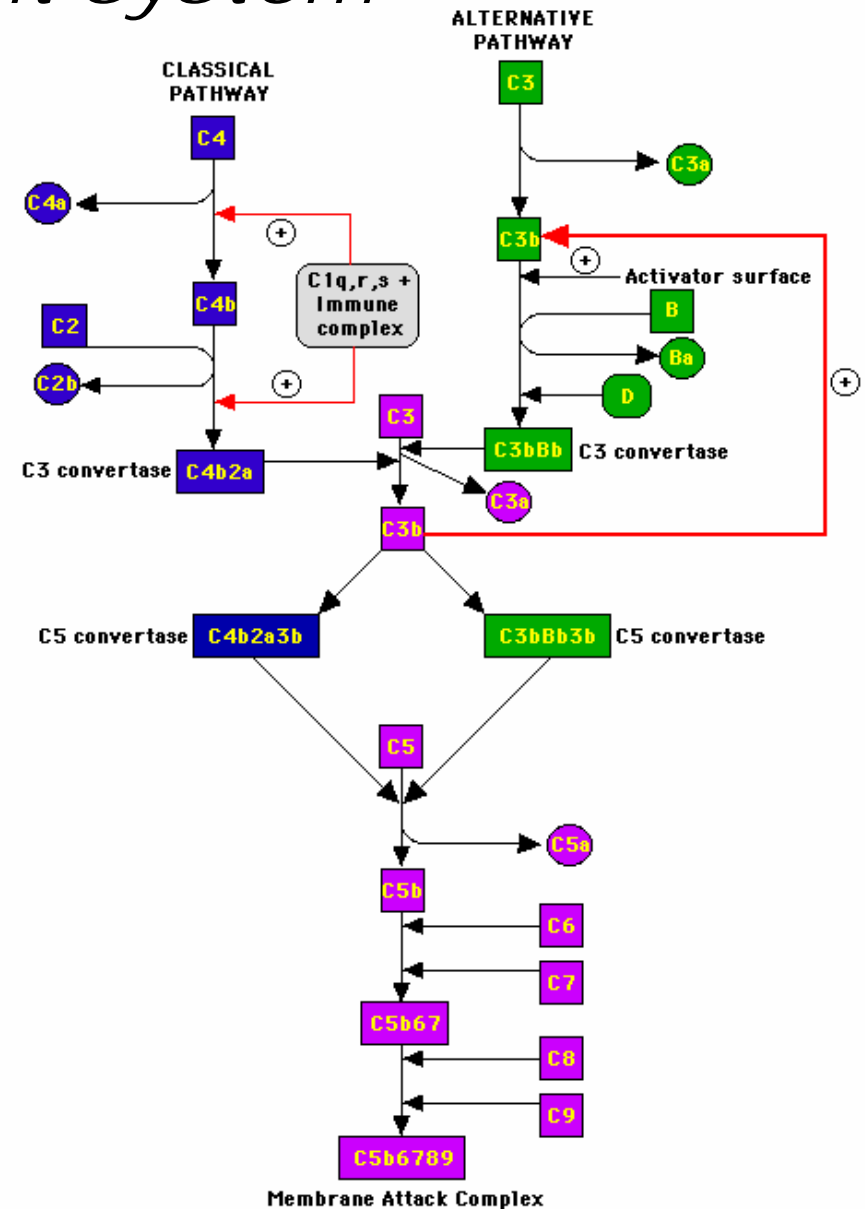 System
ALTERNATIVE
PATHWAY
CLASSICAL
PATHWAY
C3
C4
C3a
C4a
C3b
+
+
Activator surface
C1q,r,s +
Immune
complex
C4b
C2
B
Ba
C2b
+
D
+
C3
C3 convertase
C4b2a
C3bBb
C3 convertase
C3a
C3b
C5 convertase
C4b2a3b
C3bBb3b
C5 convertase
C5
C5a
C5b
C6
C7
C5b67
C8
C9
C5b6789
Membrane Attack Complex